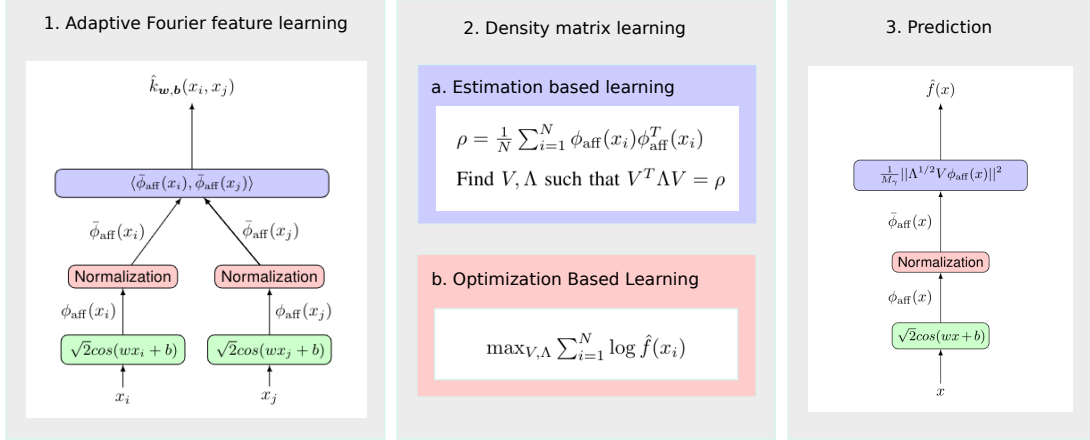 1. Adaptive Fourier feature learning
k̂_{w,b}(x_i, x_j)
⟨ϕ̄_aff(x_i), ϕ̄_aff(x_j)⟩
ϕ̄_aff(x_i) ϕ̄_aff(x_j)
Normalization Normalization
ϕ_aff(x_i) ϕ_aff(x_j)
√2cos(wx_i + b) √2cos(wx_j + b)
x_i x_j
2. Density matrix learning
a. Estimation based learning
ρ = 1/N ∑_{i=1}^N ϕ_aff(x_i)ϕ_aff^T(x_i)
Find V, Λ such that V^T ΛV = ρ
b. Optimization Based Learning
max_{V,Λ} ∑_{i=1}^N log f̂(x_i)
3. Prediction
f̂(x)
1/M_γ ||Λ^{1/2}Vϕ_aff(x)||^2
ϕ̄_aff(x)
Normalization
ϕ_aff(x)
√2cos(wx + b)
x